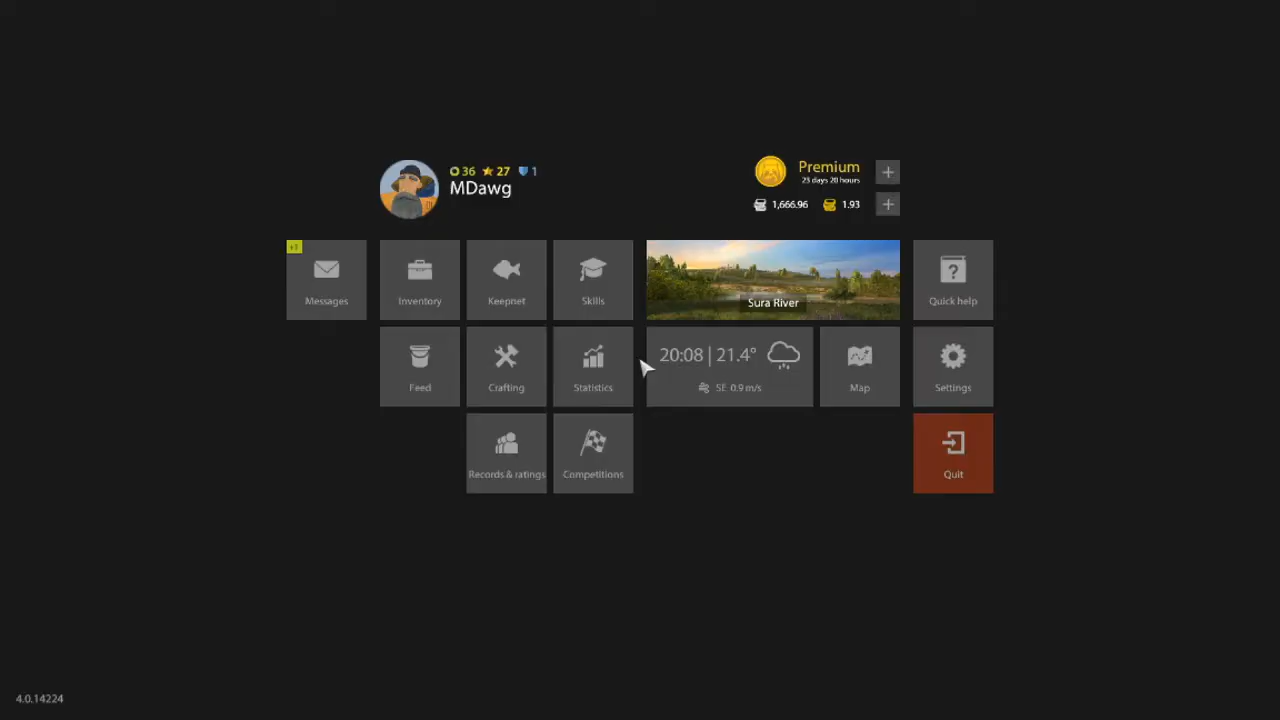 36 27 1
MDawg
Premium
23 days 20 hours
1,666.96 1.93
+1
Messages
Inventory
Keepnet
Skills
Sura River
Quick help
Feed
Crafting
Statistics
20:08 | 21.4°
SE 0.9 m/s
Map
Settings
Records & ratings
Competitions
Quit
4.0.14224